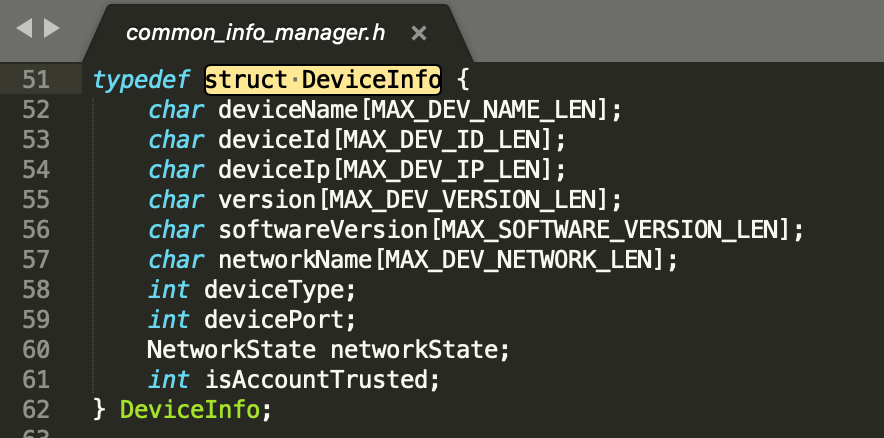 common_info_manager.h ×
51 typedef struct DeviceInfo {
52     char deviceName[MAX_DEV_NAME_LEN];
53     char deviceId[MAX_DEV_ID_LEN];
54     char deviceIp[MAX_DEV_IP_LEN];
55     char version[MAX_DEV_VERSION_LEN];
56     char softwareVersion[MAX_SOFTWARE_VERSION_LEN];
57     char networkName[MAX_DEV_NETWORK_LEN];
58     int deviceType;
59     int devicePort;
60     NetworkState networkState;
61     int isAccountTrusted;
62 } DeviceInfo;